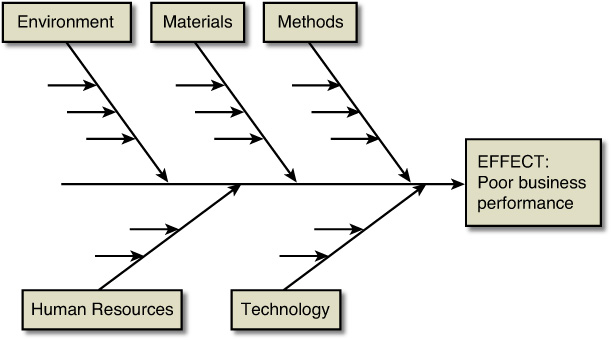 Environment
Materials
Methods
EFFECT:
Poor business
performance
Human Resources
Technology